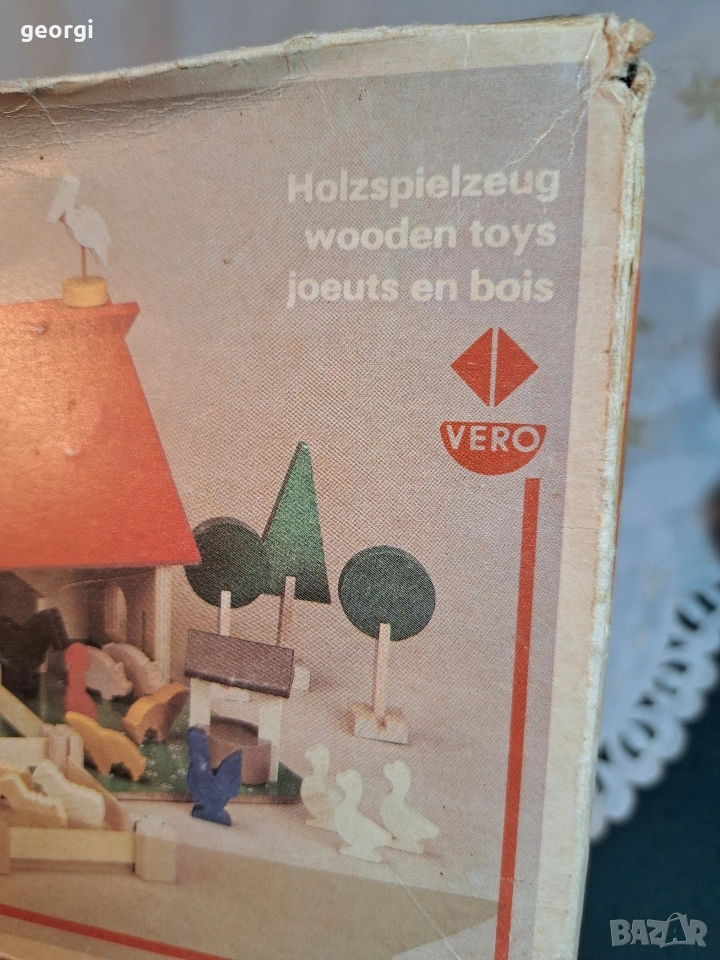 georgi
Holzspielzeug
wooden toys
joeuts en bois
VERO
BAZAR